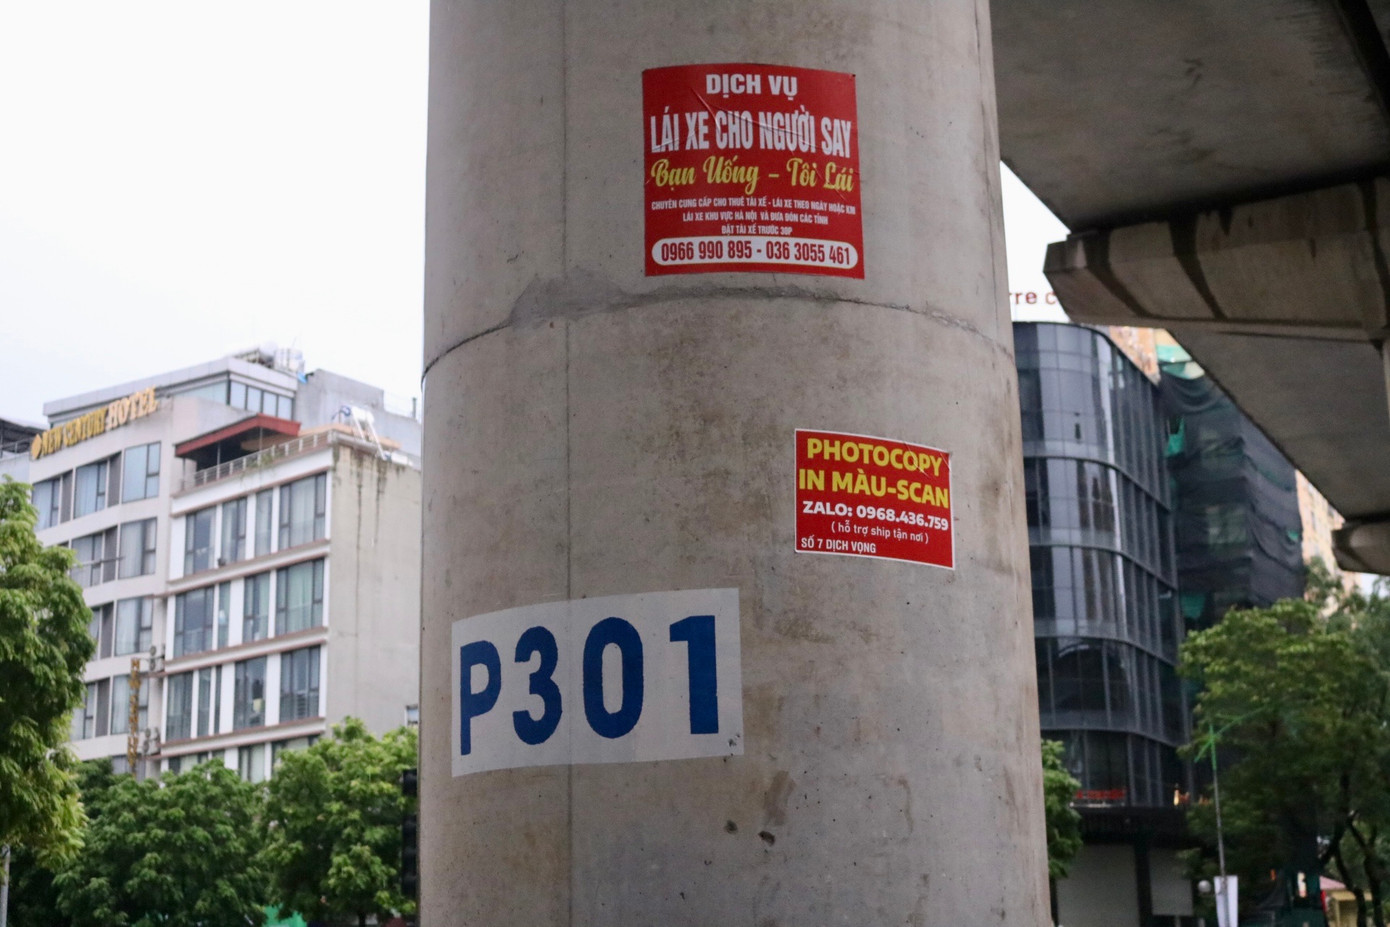 DỊCH VỤ
LÁI XE CHO NGƯỜI SAY
Bạn Uống - Tôi Lái
CHUYÊN CUNG CẤP CHO THUÊ TÀI XẾ - LÁI XE THEO NGÀY HOẶC KM
LÁI XE KHU VỰC HÀ NỘI VÀ ĐƯA ĐÓN CÁC TỈNH
ĐẶT TÀI XẾ TRƯỚC 30P
0966 990 895 - 036 3055 461
NEW CENTURY HOTEL
PHOTOCOPY
IN MÀU-SCAN
ZALO: 0968.436.759
( hỗ trợ ship tận nơi )
SỐ 7 DỊCH VỌNG
P301